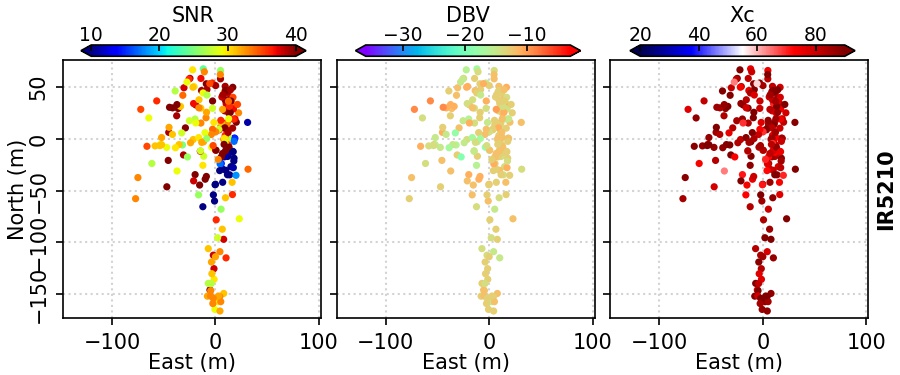 SNR DBV Xc
10 20 30 40 −30 −20 −10 20 40 60 80
50
0
−50
−100
−150
North (m)
IR5210
−100 0 100 −100 0 100 −100 0 100
East (m) East (m) East (m)